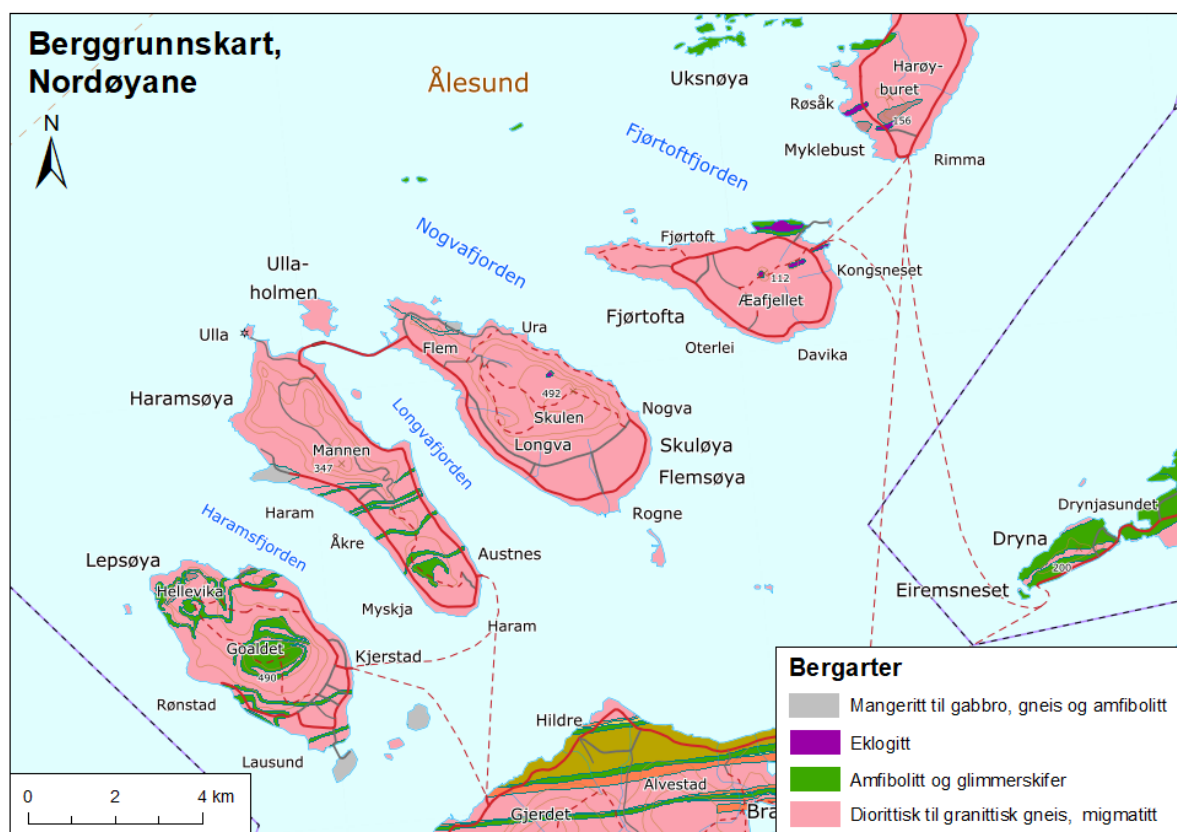 Berggrunnskart,
Nordøyane
N
Ålesund
Uksnøya
Harøy-
buret
Røsåk
156
Myklebust
Rimma
Fjørtoftfjorden
Nogvafjorden
Fjørtoft
Kongsneset
112
Æafjellet
Fjørtofta
Oterlei
Davika
Ulla-
holmen
Ulla
Ura
Flem
Haramsøya
492
Skulen
Nogva
Longvafjorden
Longva
Skuløya
Flemsøya
Mannen
347
Haram
Rogne
Haramsfjorden
Åkre
Austnes
Drynjasundet
Dryna
200
Eiremsneset
Lepsøya
Hellevika
Myskja
Haram
Goaldet
Kjerstad
490
Rønstad
Hildre
Lausund
Alvestad
Gjerdet
Bra
0 2 4 km
Bergarter
Mangeritt til gabbro, gneis og amfibolitt
Eklogitt
Amfibolitt og glimmerskifer
Diorittisk til granittisk gneis, migmatitt